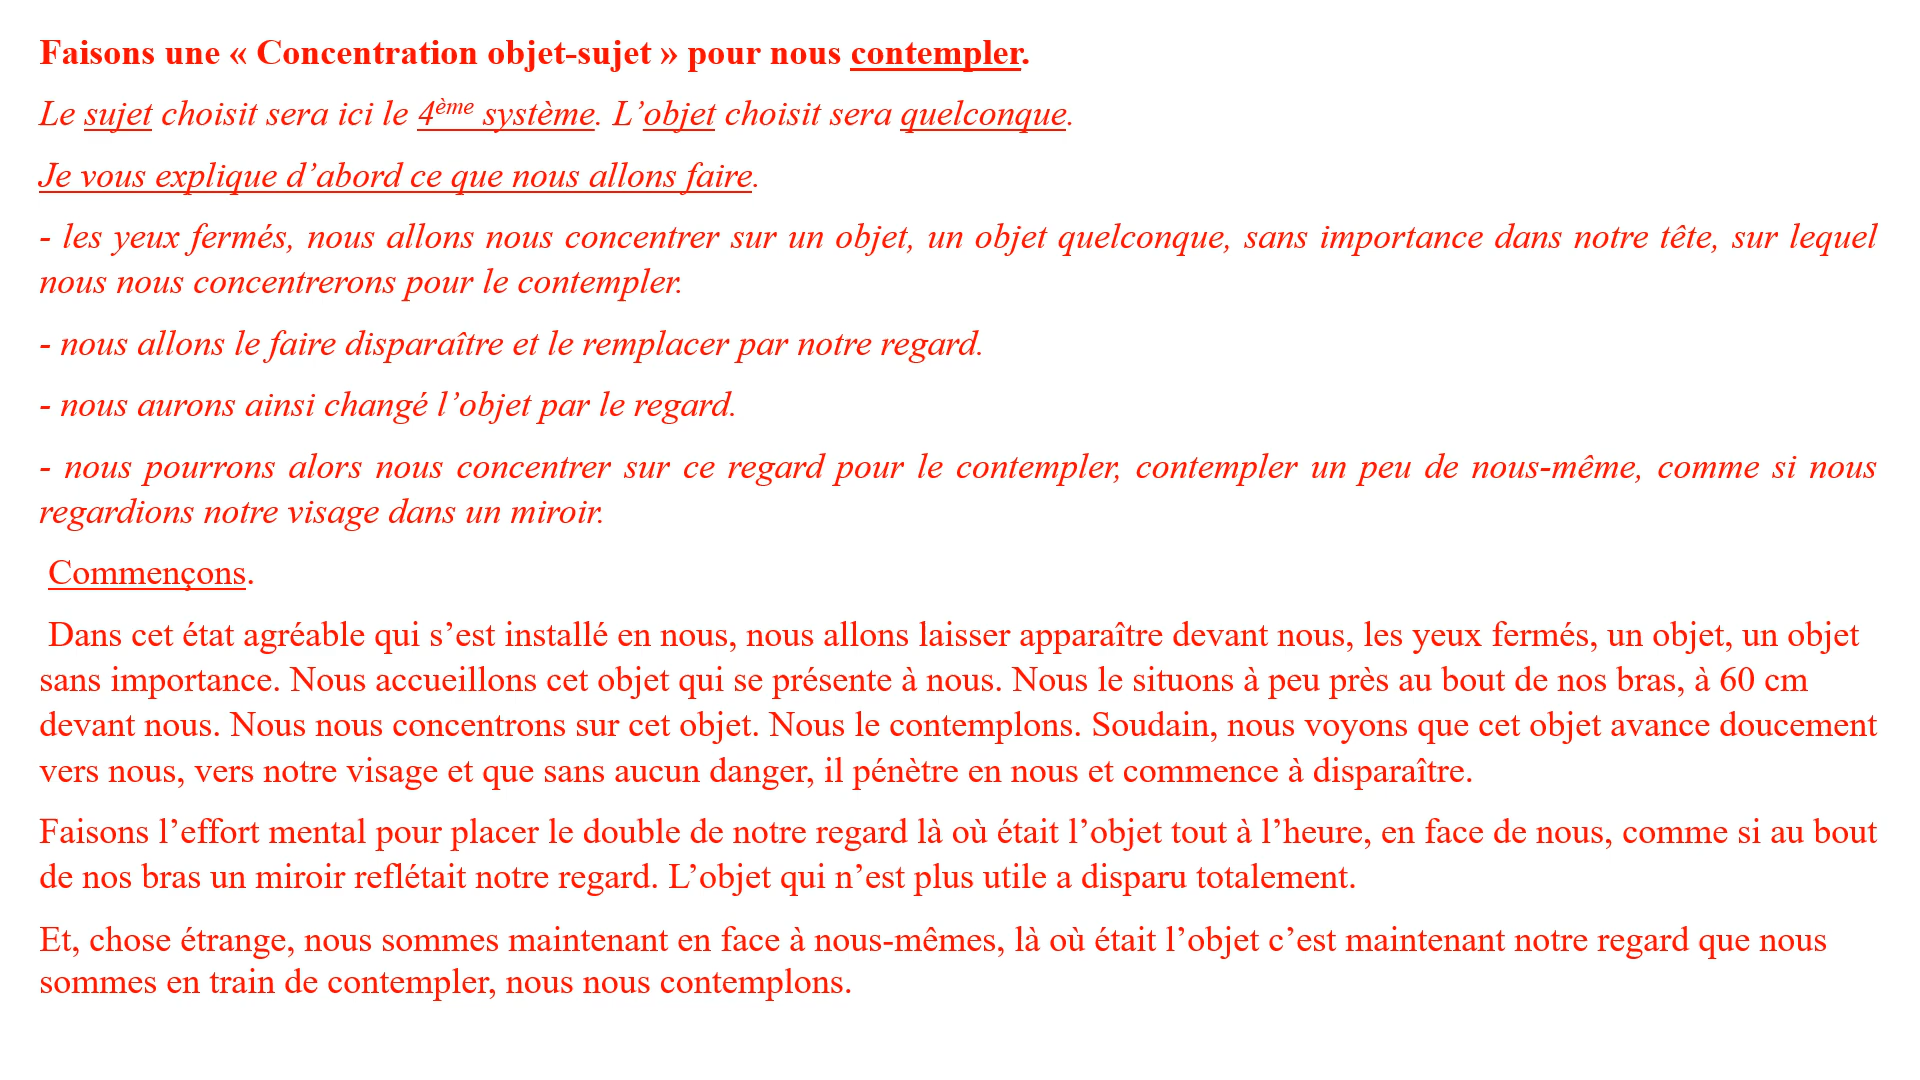 Faisons une « Concentration objet-sujet » pour nous contempler.
Le sujet choisit sera ici le 4ème système. L’objet choisit sera quelconque.
Je vous explique d’abord ce que nous allons faire.
- les yeux fermés, nous allons nous concentrer sur un objet, un objet quelconque, sans importance dans notre tête, sur lequel
nous nous concentrerons pour le contempler.
- nous allons le faire disparaître et le remplacer par notre regard.
- nous aurons ainsi changé l’objet par le regard.
- nous pourrons alors nous concentrer sur ce regard pour le contempler, contempler un peu de nous-même, comme si nous
regardions notre visage dans un miroir.
Commençons.
Dans cet état agréable qui s’est installé en nous, nous allons laisser apparaître devant nous, les yeux fermés, un objet, un objet
sans importance. Nous accueillons cet objet qui se présente à nous. Nous le situons à peu près au bout de nos bras, à 60 cm
devant nous. Nous nous concentrons sur cet objet. Nous le contemplons. Soudain, nous voyons que cet objet avance doucement
vers nous, vers notre visage et que sans aucun danger, il pénètre en nous et commence à disparaître.
Faisons l’effort mental pour placer le double de notre regard là où était l’objet tout à l’heure, en face de nous, comme si au bout
de nos bras un miroir reflétait notre regard. L’objet qui n’est plus utile a disparu totalement.
Et, chose étrange, nous sommes maintenant en face à nous-mêmes, là où était l’objet c’est maintenant notre regard que nous
sommes en train de contempler, nous nous contemplons.